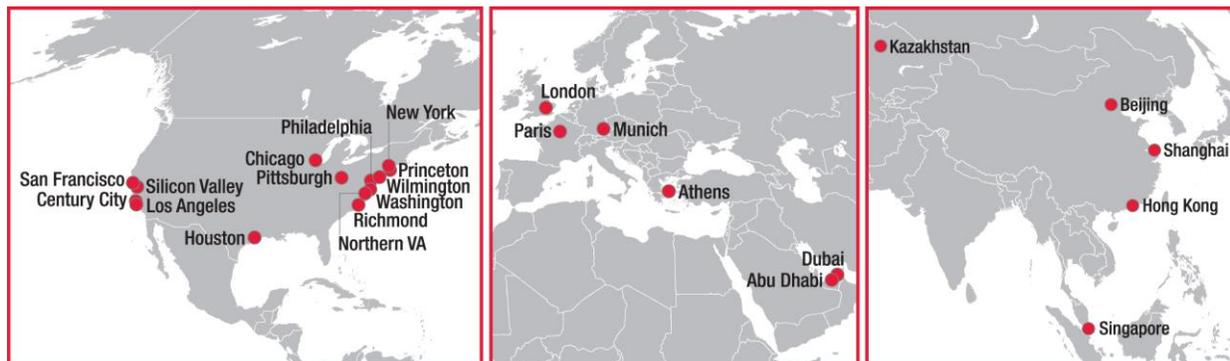 New York
Philadelphia
Chicago
Pittsburgh
Princeton
Wilmington
Washington
Richmond
Northern VA
San Francisco
Silicon Valley
Century City
Los Angeles
Houston
London
Paris
Munich
Athens
Dubai
Abu Dhabi
Kazakhstan
Beijing
Shanghai
Hong Kong
Singapore